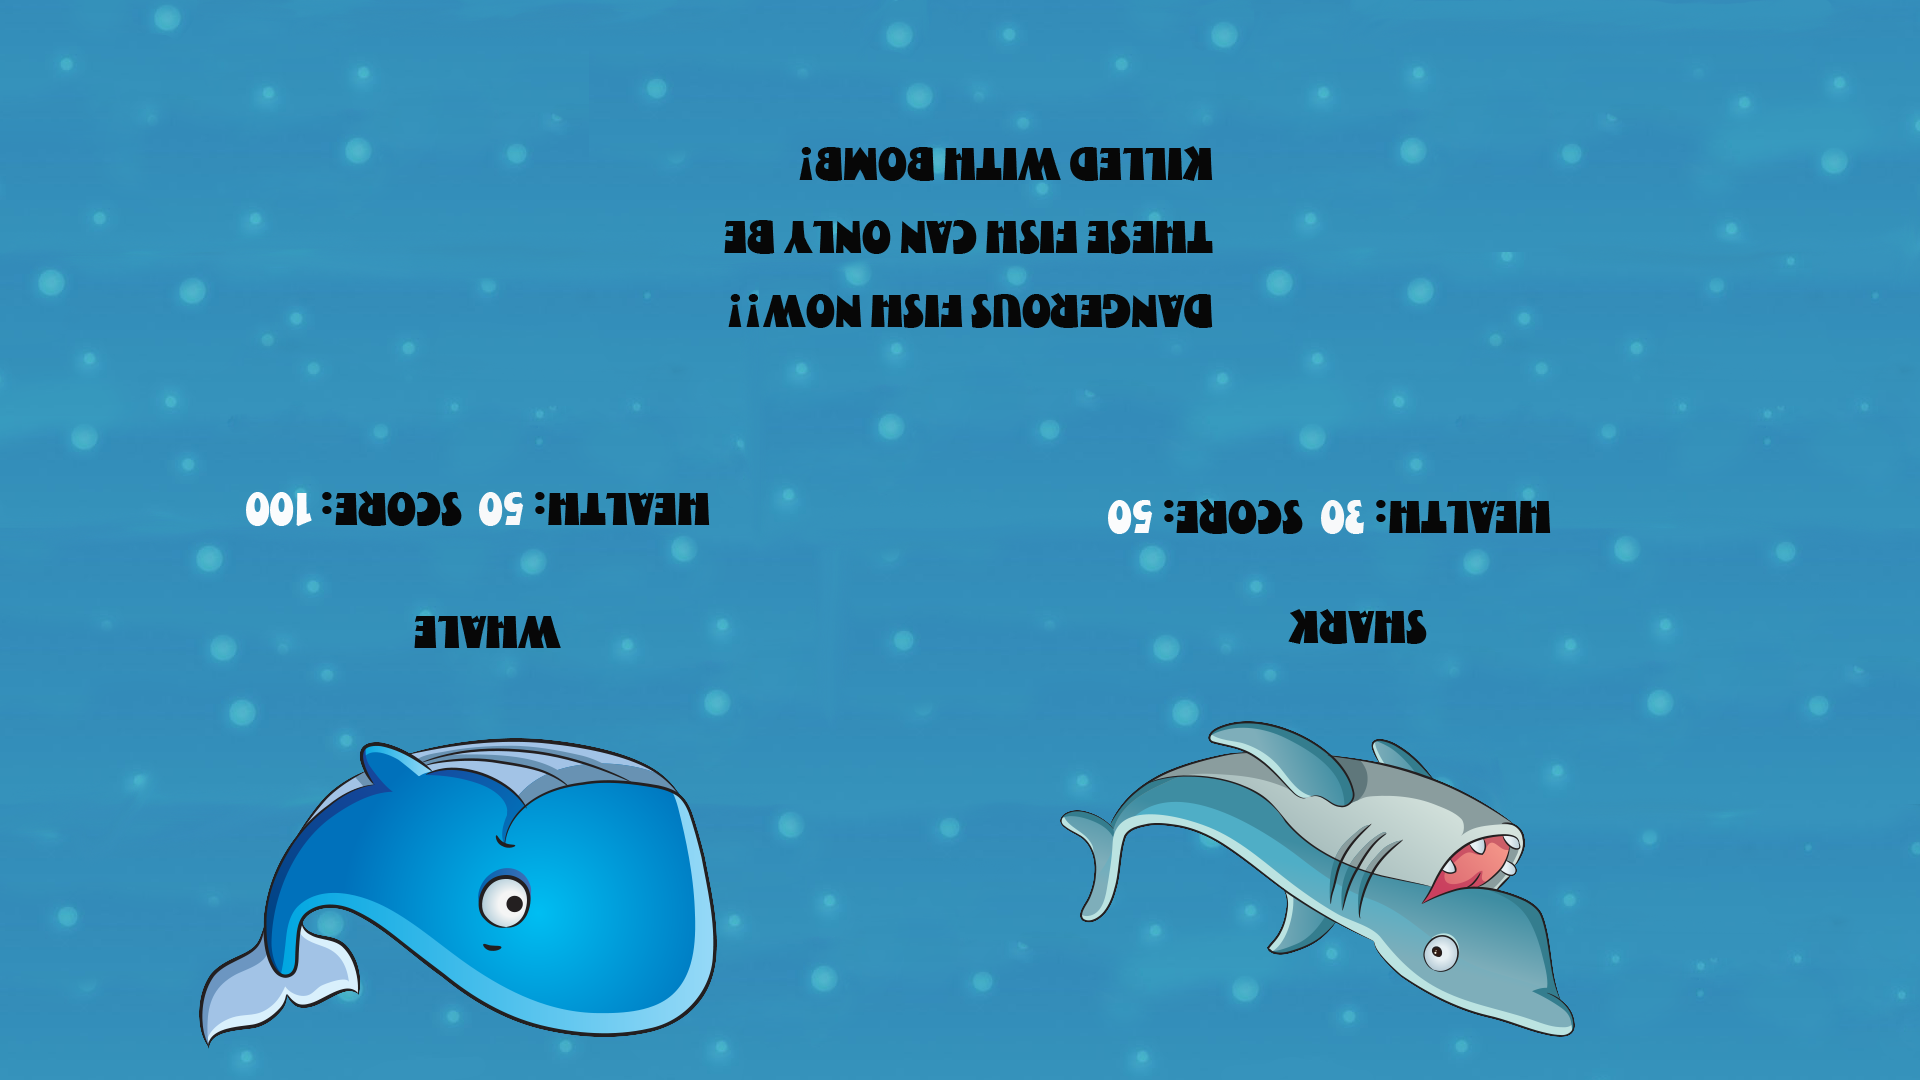 SHARK
HEALTH: 30 SCORE: 50
WHALE
HEALTH: 50 SCORE: 100
DANGEROUS FISH NOW!!
THESE FISH CAN ONLY BE
KILLED WITH BOMB!